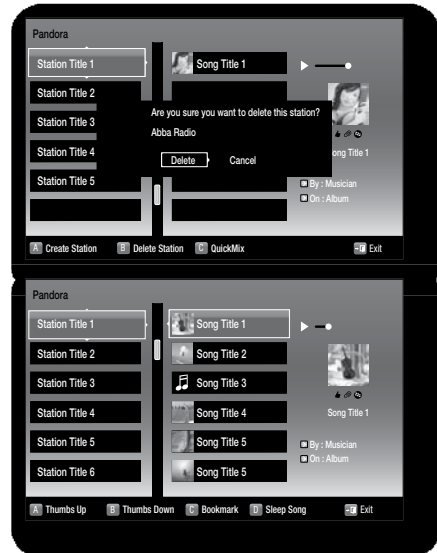 Pandora
Station Title 1
Song Title 1
Station Title 2
Are you sure you want to delete this station?
Station Title 3
Abba Radio
Station Title 4
Delete
Cancel
ong Title 1
Station Title 5
By : Musician
On : Album
A Create Station
B Delete Station
C QuickMix
Exit
Pandora
Station Title 1
Song Title 1
Station Title 2
Song Title 2
Station Title 3
Song Title 3
Station Title 4
Song Title 4
Song Title 1
Station Title 5
Song Title 5
By : Musician
On : Album
Station Title 6
Song Title 5
A Thumbs Up
B Thumbs Down
C Bookmark
D Sleep Song
Exit